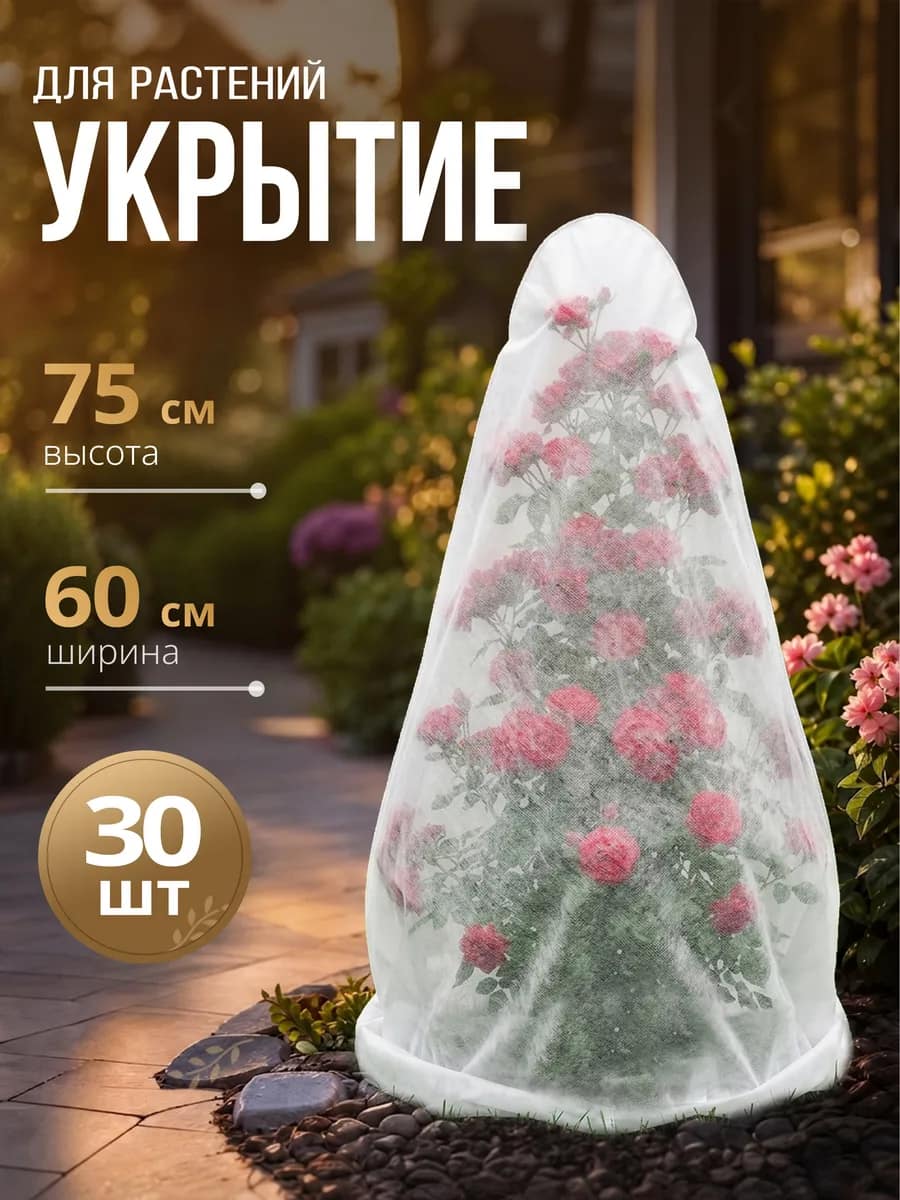 ДЛЯ РАСТЕНИЙ
УКРЫТИЕ
75 см
высота
60 см
ширина
30
шт